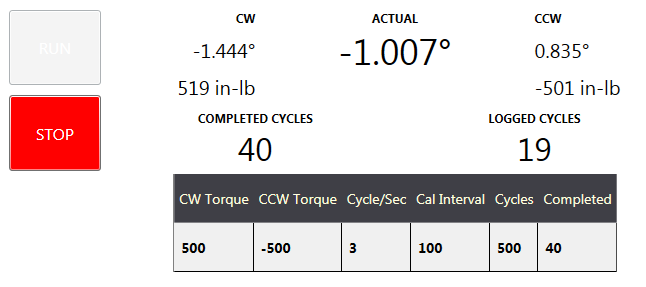 RUN
STOP
CW ACTUAL CCW
-1.444° -1.007° 0.835°
519 in-lb -501 in-lb
COMPLETED CYCLES LOGGED CYCLES
40 19
CW Torque CCW Torque Cycle/Sec Cal Interval Cycles Completed
500 -500 3 100 500 40